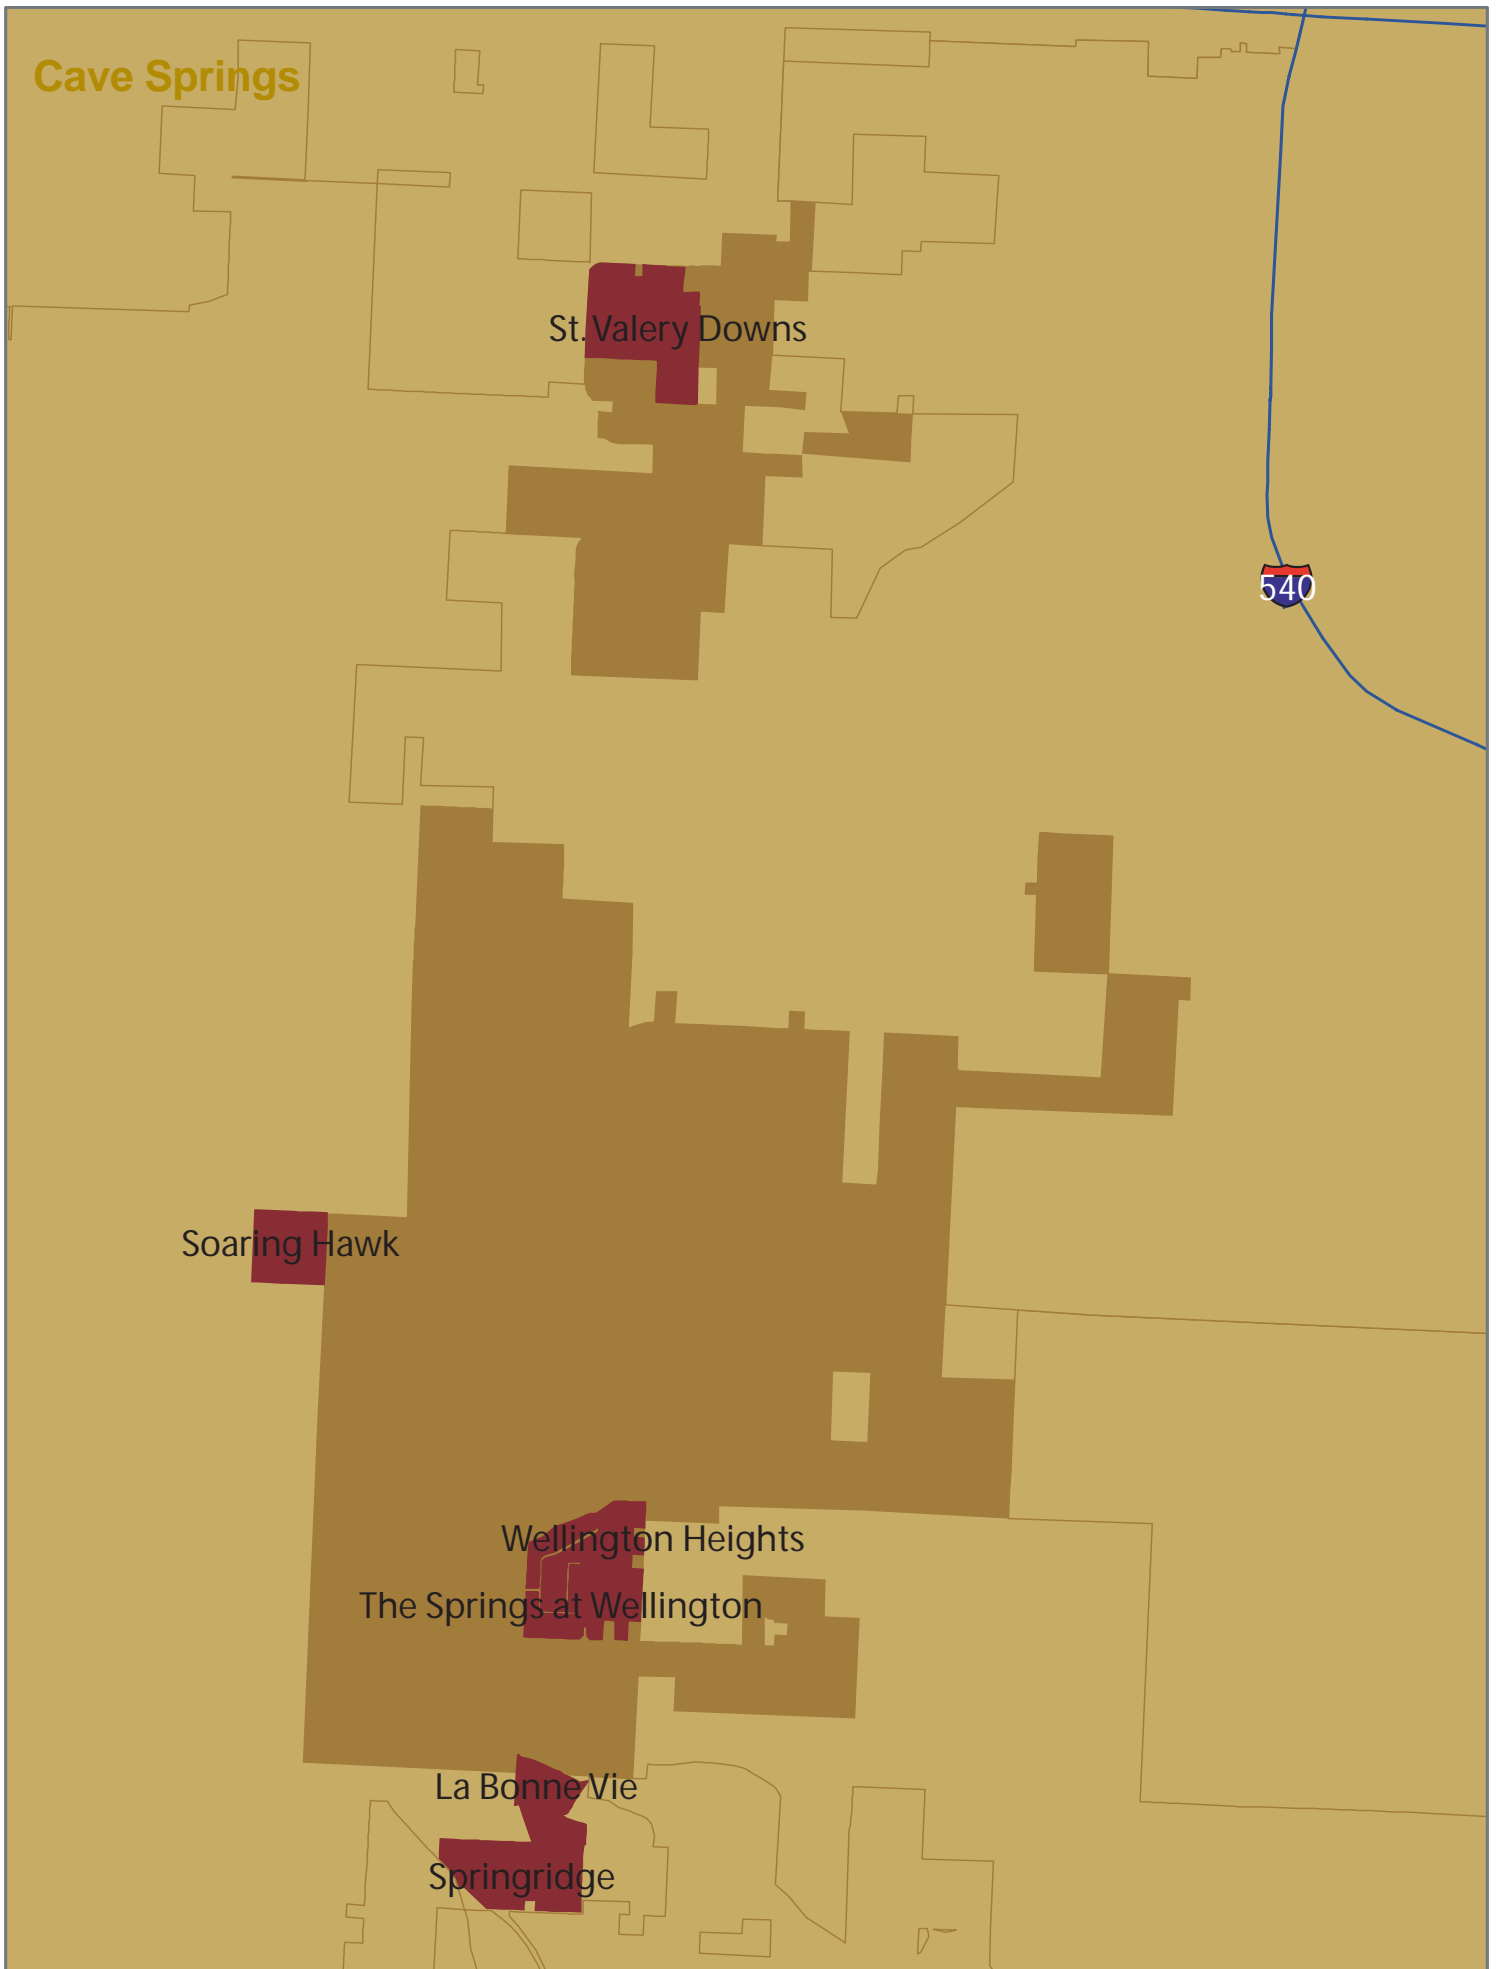 Cave Springs
St. Valery Downs
540
Soaring Hawk
Wellington Heights
The Springs at Wellington
La Bonne Vie
Springridge